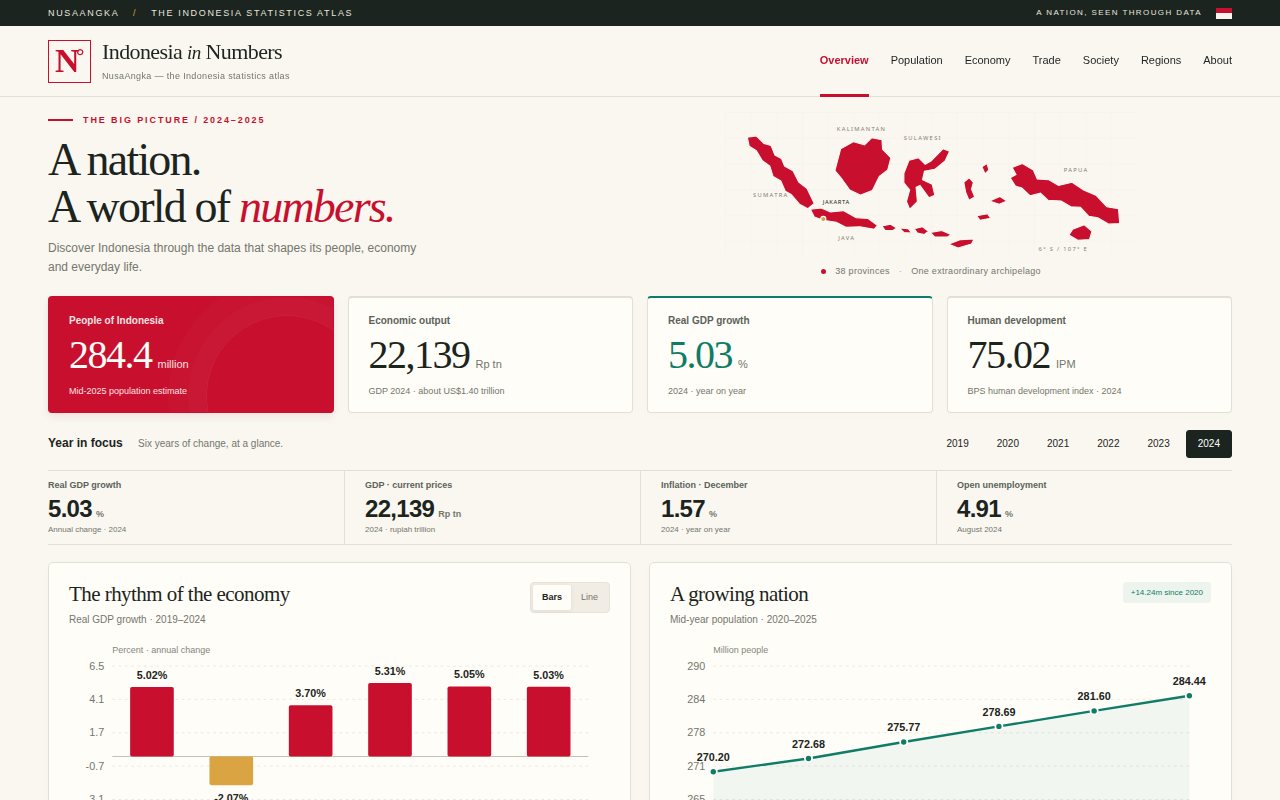 NUSAANGKA / THE INDONESIA STATISTICS ATLAS
A NATION, SEEN THROUGH DATA
N°
Indonesia in Numbers
NusaAngka — the Indonesia statistics atlas
Overview Population Economy Trade Society Regions About
THE BIG PICTURE / 2024–2025
A nation.
A world of numbers.
Discover Indonesia through the data that shapes its people, economy
and everyday life.
KALIMANTAN
SULAWESI
PAPUA
SUMATRA
JAKARTA
JAVA
6° S / 107° E
38 provinces · One extraordinary archipelago
People of Indonesia
284.4 million
Mid-2025 population estimate
Economic output
22,139 Rp tn
GDP 2024 · about US$1.40 trillion
Real GDP growth
5.03 %
2024 · year on year
Human development
75.02 IPM
BPS human development index · 2024
Year in focus Six years of change, at a glance.
2019 2020 2021 2022 2023 2024
Real GDP growth
5.03 %
Annual change · 2024
GDP · current prices
22,139 Rp tn
2024 · rupiah trillion
Inflation · December
1.57 %
2024 · year on year
Open unemployment
4.91 %
August 2024
The rhythm of the economy
Real GDP growth · 2019–2024
Bars Line
Percent · annual change
6.5
4.1
1.7
-0.7
3.1
5.02%
-2.07%
3.70%
5.31%
5.05%
5.03%
A growing nation
Mid-year population · 2020–2025
+14.24m since 2020
Million people
290
284
278
271
265
270.20
272.68
275.77
278.69
281.60
284.44